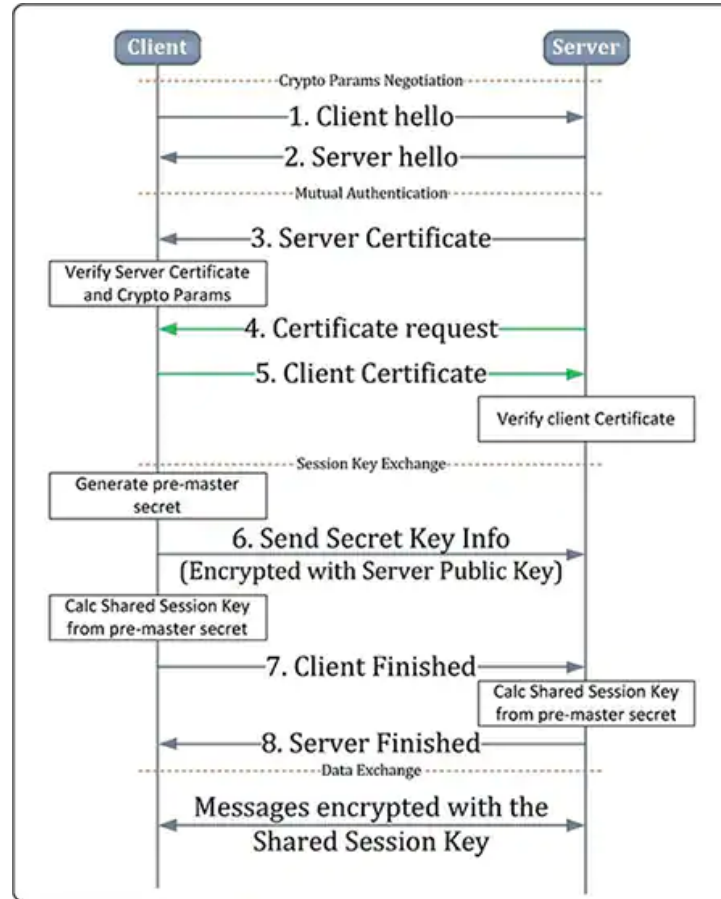 Client
Server
Crypto Params Negotiation
1. Client hello
2. Server hello
Mutual Authentication
3. Server Certificate
Verify Server Certificate
and Crypto Params
4. Certificate request
5. Client Certificate
Verify client Certificate
Session Key Exchange
Generate pre-master
secret
6. Send Secret Key Info
(Encrypted with Server Public Key)
Calc Shared Session Key
from pre-master secret
7. Client Finished
Calc Shared Session Key
from pre-master secret
8. Server Finished
Data Exchange
Messages encrypted with the
Shared Session Key